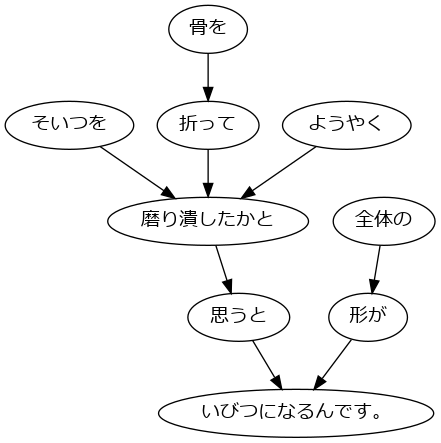 骨を
そいつを
折って
ようやく
磨り潰したかと
全体の
思うと
形が
いびつになるんです。